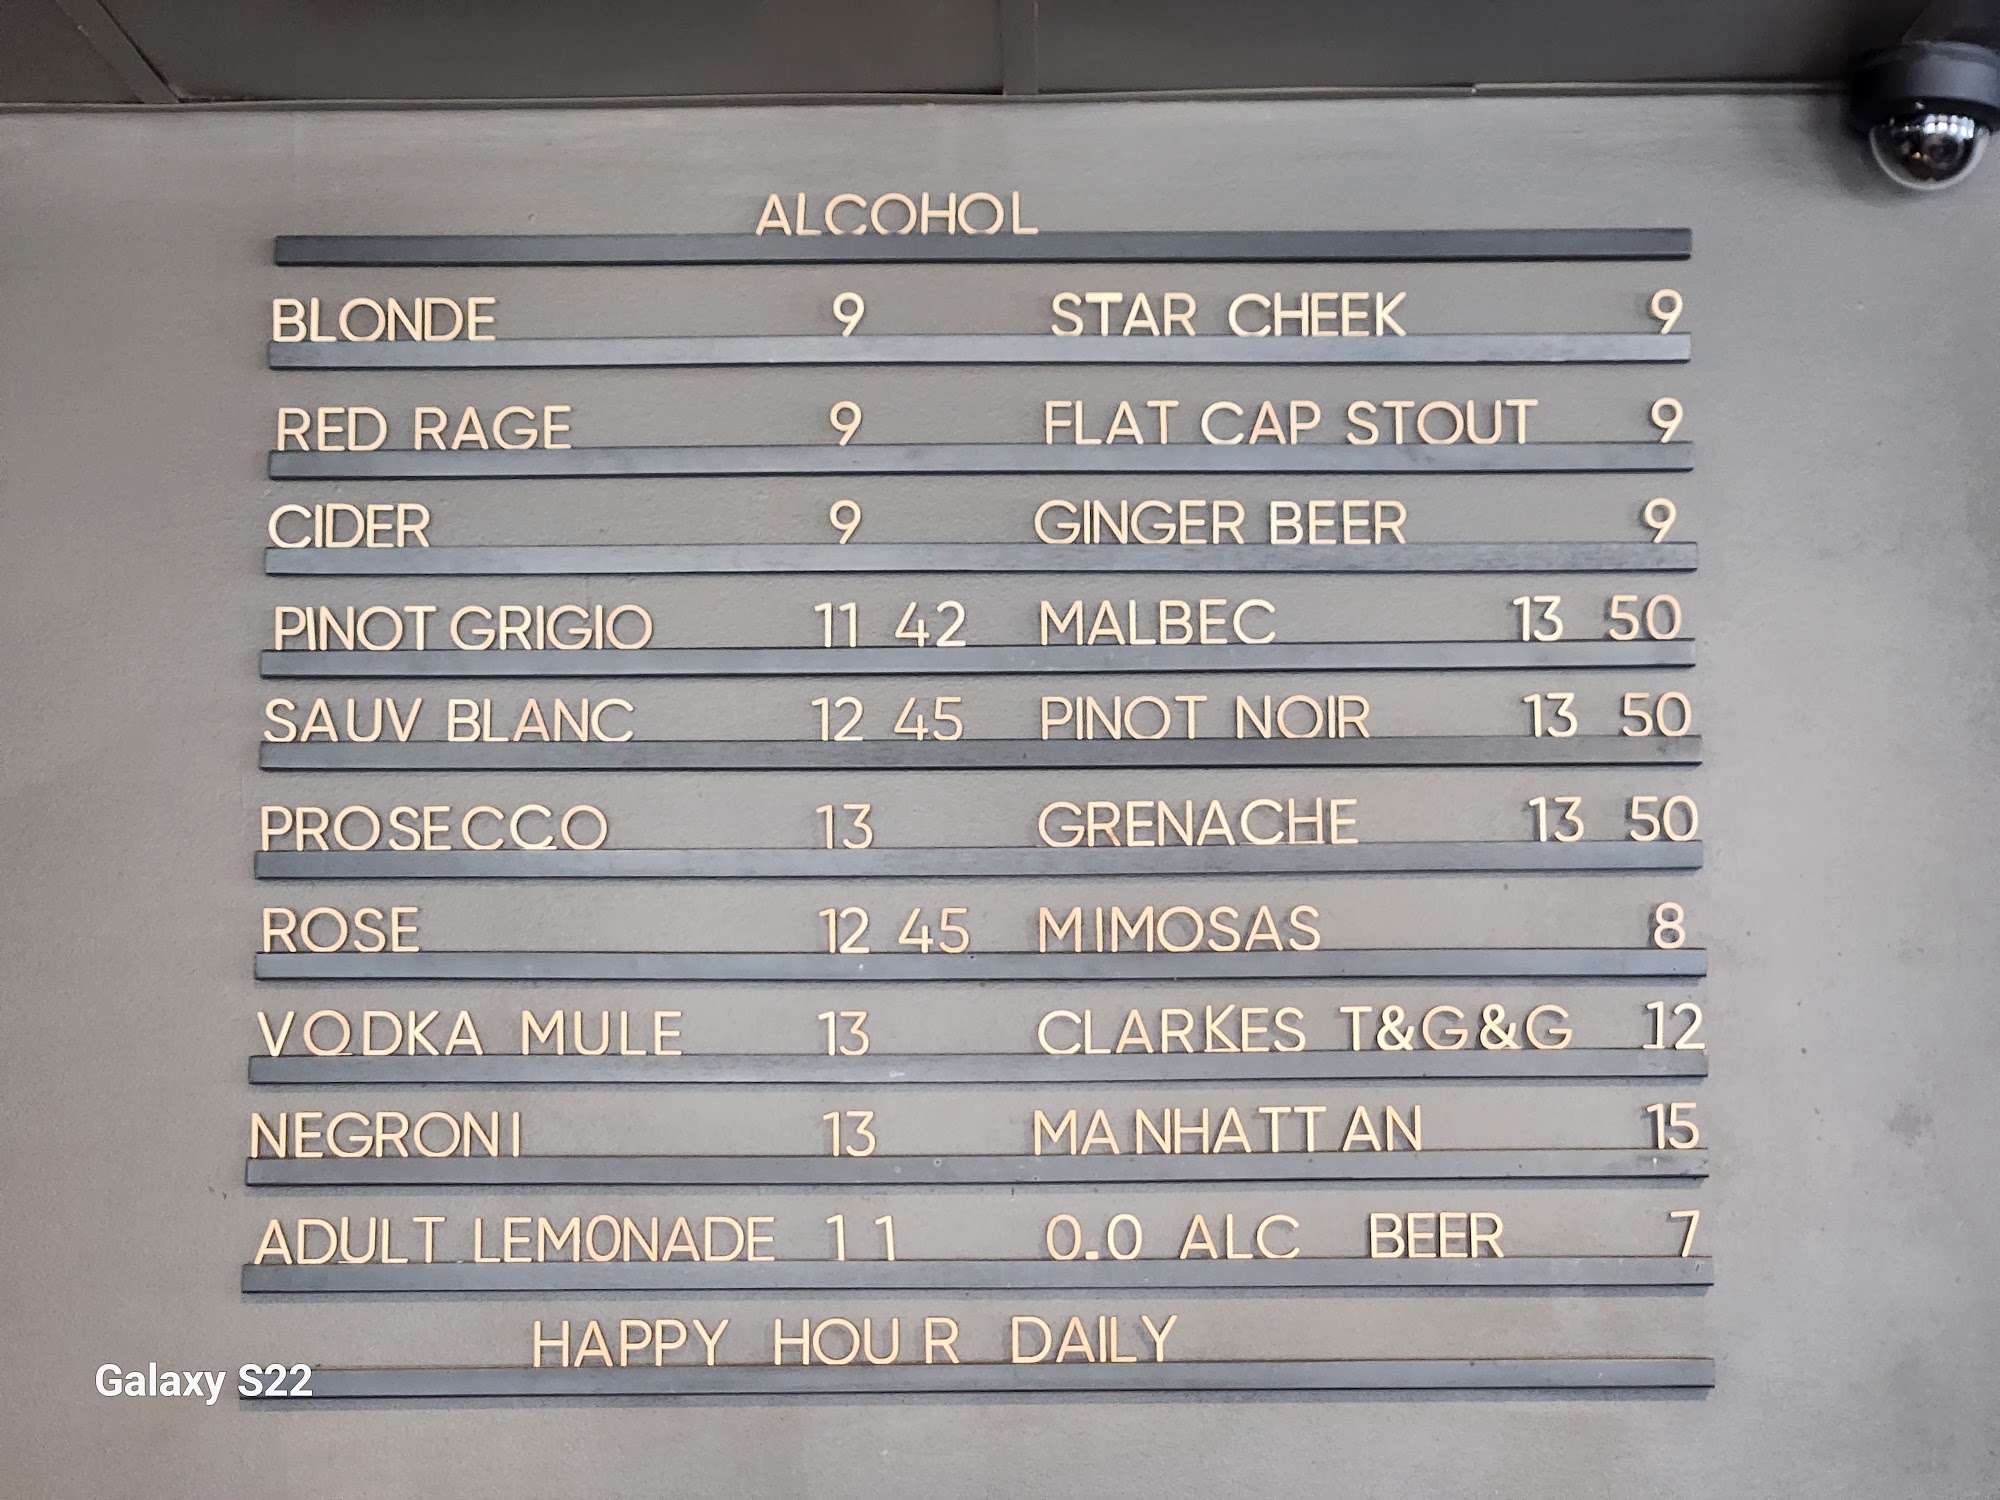 ALCOHOL
BLONDE 9 STAR CHEEK 9
RED RAGE 9 FLAT CAP STOUT 9
CIDER 9 GINGER BEER 9
PINOT GRIGIO 11 42 MALBEC 13 50
SAUV BLANC 12 45 PINOT NOIR 13 50
PROSECCO 13 GRENACHE 13 50
ROSE 12 45 MIMOSAS 8
VODKA MULE 13 CLARKES T&G&G 12
NEGRONI 13 MANHATTAN 15
ADULT LEMONADE 11 0.0 ALC BEER 7
HAPPY HOUR DAILY
Galaxy S22